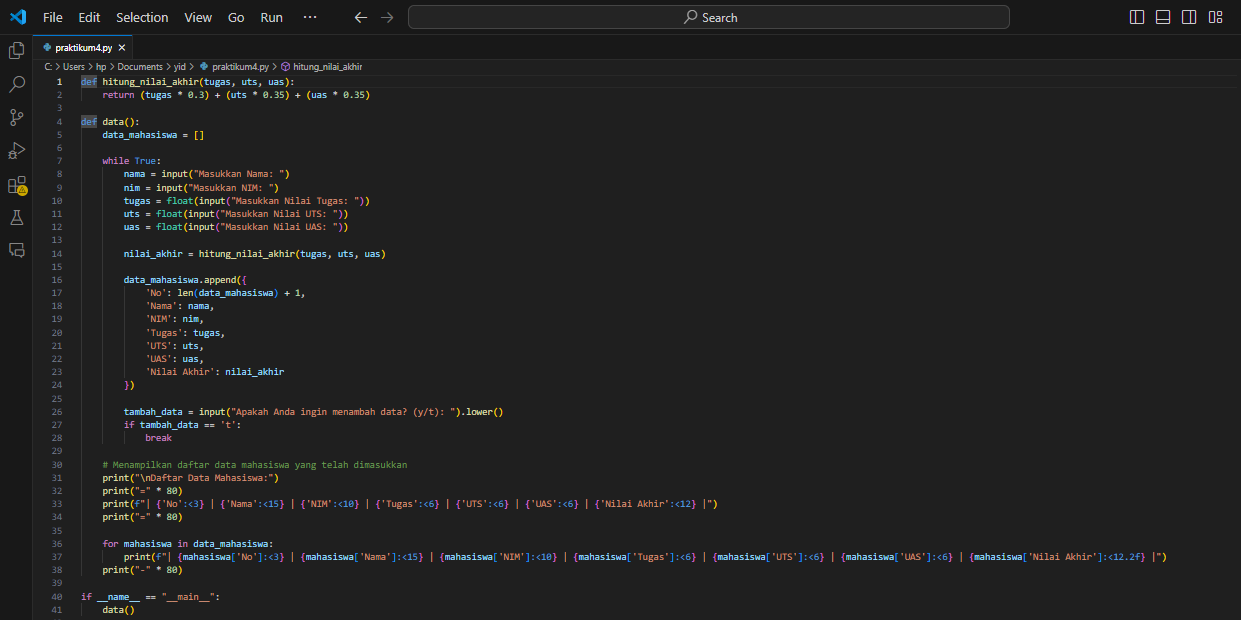 File Edit Selection View Go Run ··· Search
praktikum4.py
C: > Users > hp > Documents > yid > praktikum4.py > hitung_nilai_akhir
1 def hitung_nilai_akhir(tugas, uts, uas):
2     return (tugas * 0.3) + (uts * 0.35) + (uas * 0.35)
3
4 def data():
5     data_mahasiswa = []
6
7     while True:
8         nama = input("Masukkan Nama: ")
9         nim = input("Masukkan NIM: ")
10         tugas = float(input("Masukkan Nilai Tugas: "))
11         uts = float(input("Masukkan Nilai UTS: "))
12         uas = float(input("Masukkan Nilai UAS: "))
13
14         nilai_akhir = hitung_nilai_akhir(tugas, uts, uas)
15
16         data_mahasiswa.append({
17             'No': len(data_mahasiswa) + 1,
18             'Nama': nama,
19             'NIM': nim,
20             'Tugas': tugas,
21             'UTS': uts,
22             'UAS': uas,
23             'Nilai Akhir': nilai_akhir
24         })
25
26         tambah_data = input("Apakah Anda ingin menambah data? (y/t): ").lower()
27         if tambah_data == 't':
28             break
29
30     # Menampilkan daftar data mahasiswa yang telah dimasukkan
31     print("\nDaftar Data Mahasiswa:")
32     print("=" * 80)
33     print(f"| {'No':<3} | {'Nama':<15} | {'NIM':<10} | {'Tugas':<6} | {'UTS':<6} | {'UAS':<6} | {'Nilai Akhir':<12} |")
34     print("=" * 80)
35
36     for mahasiswa in data_mahasiswa:
37         print(f"| {mahasiswa['No']:<3} | {mahasiswa['Nama']:<15} | {mahasiswa['NIM']:<10} | {mahasiswa['Tugas']:<6} | {mahasiswa['UTS']:<6} | {mahasiswa['UAS']:<6} | {mahasiswa['Nilai Akhir']:<12.2f} |")
38     print("-" * 80)
39
40 if __name__ == "__main__":
41     data()